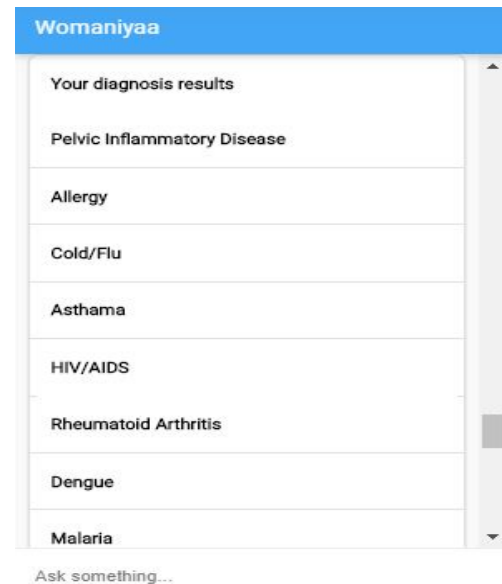 Womaniyaa
Your diagnosis results
Pelvic Inflammatory Disease
Allergy
Cold/Flu
Asthama
HIV/AIDS
Rheumatoid Arthritis
Dengue
Malaria
Ask something...